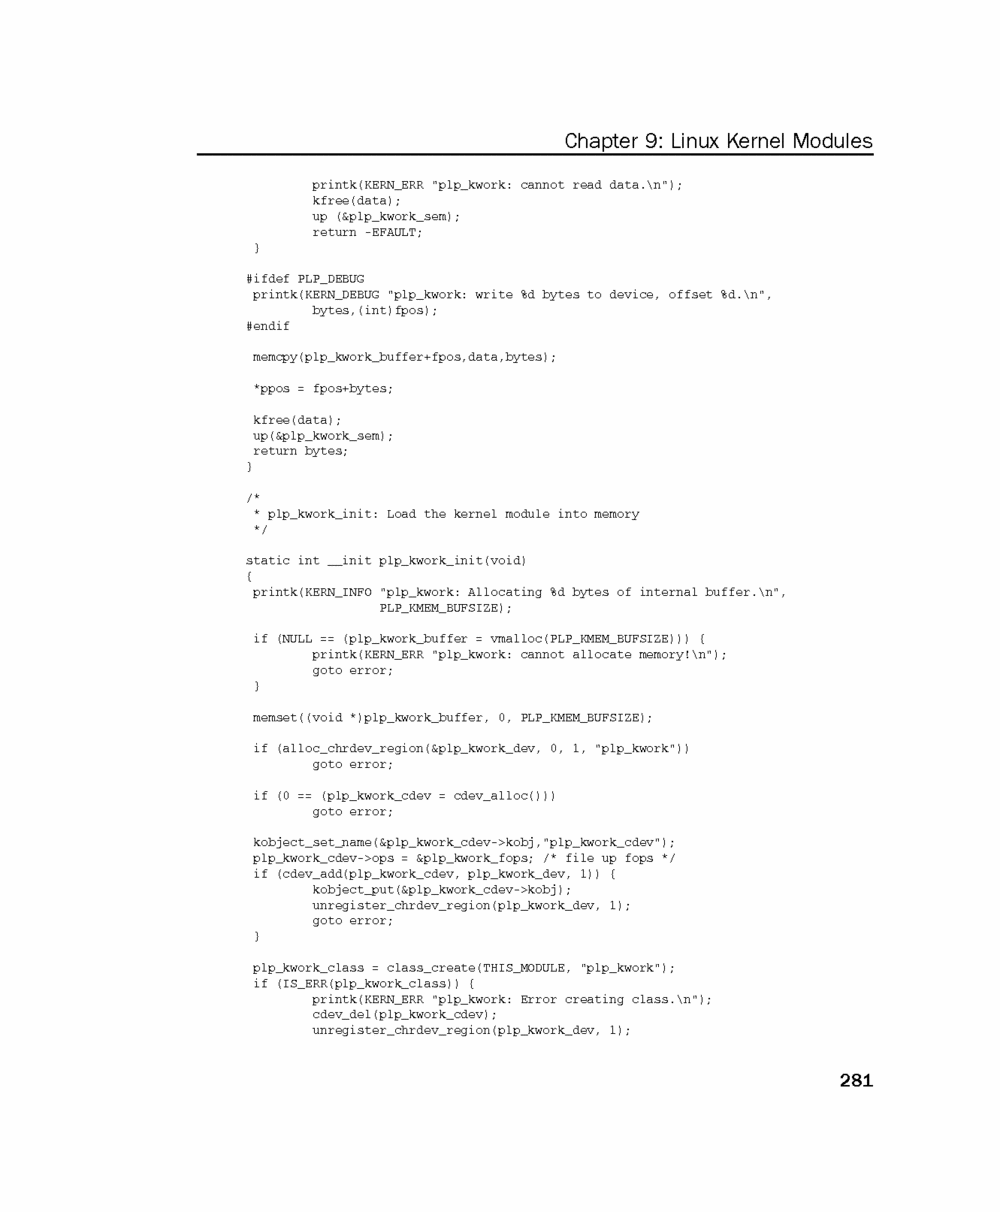 Chapter 9: Linux Kernel Modules
printk(KERN_ERR "plp_kwork: cannot read data.\n");
kfree(data);
up (&plp_kwork_sem);
return -EFAULT;
}
#ifdef PLP_DEBUG
printk(KERN_DEBUG "plp_kwork: write %d bytes to device, offset %d.\n",
bytes,(int)fpos);
#endif
memcpy(plp_kwork_buffer+fpos,data,bytes);
*ppos = fpos+bytes;
kfree(data);
up(&plp_kwork_sem);
return bytes;
}
/*
* plp_kwork_init: Load the kernel module into memory
*/
static int __init plp_kwork_init(void)
{
printk(KERN_INFO "plp_kwork: Allocating %d bytes of internal buffer.\n",
PLP_KMEM_BUFSIZE);
if (NULL == (plp_kwork_buffer = vmalloc(PLP_KMEM_BUFSIZE))) {
printk(KERN_ERR "plp_kwork: cannot allocate memory!\n");
goto error;
}
memset((void *)plp_kwork_buffer, 0, PLP_KMEM_BUFSIZE);
if (alloc_chrdev_region(&plp_kwork_dev, 0, 1, "plp_kwork"))
goto error;
if (0 == (plp_kwork_cdev = cdev_alloc()))
goto error;
kobject_set_name(&plp_kwork_cdev->kobj,"plp_kwork_cdev");
plp_kwork_cdev->ops = &plp_kwork_fops; /* file up fops */
if (cdev_add(plp_kwork_cdev, plp_kwork_dev, 1)) {
kobject_put(&plp_kwork_cdev->kobj);
unregister_chrdev_region(plp_kwork_dev, 1);
goto error;
}
plp_kwork_class = class_create(THIS_MODULE, "plp_kwork");
if (IS_ERR(plp_kwork_class)) {
printk(KERN_ERR "plp_kwork: Error creating class.\n");
cdev_del(plp_kwork_cdev);
unregister_chrdev_region(plp_kwork_dev, 1);
281